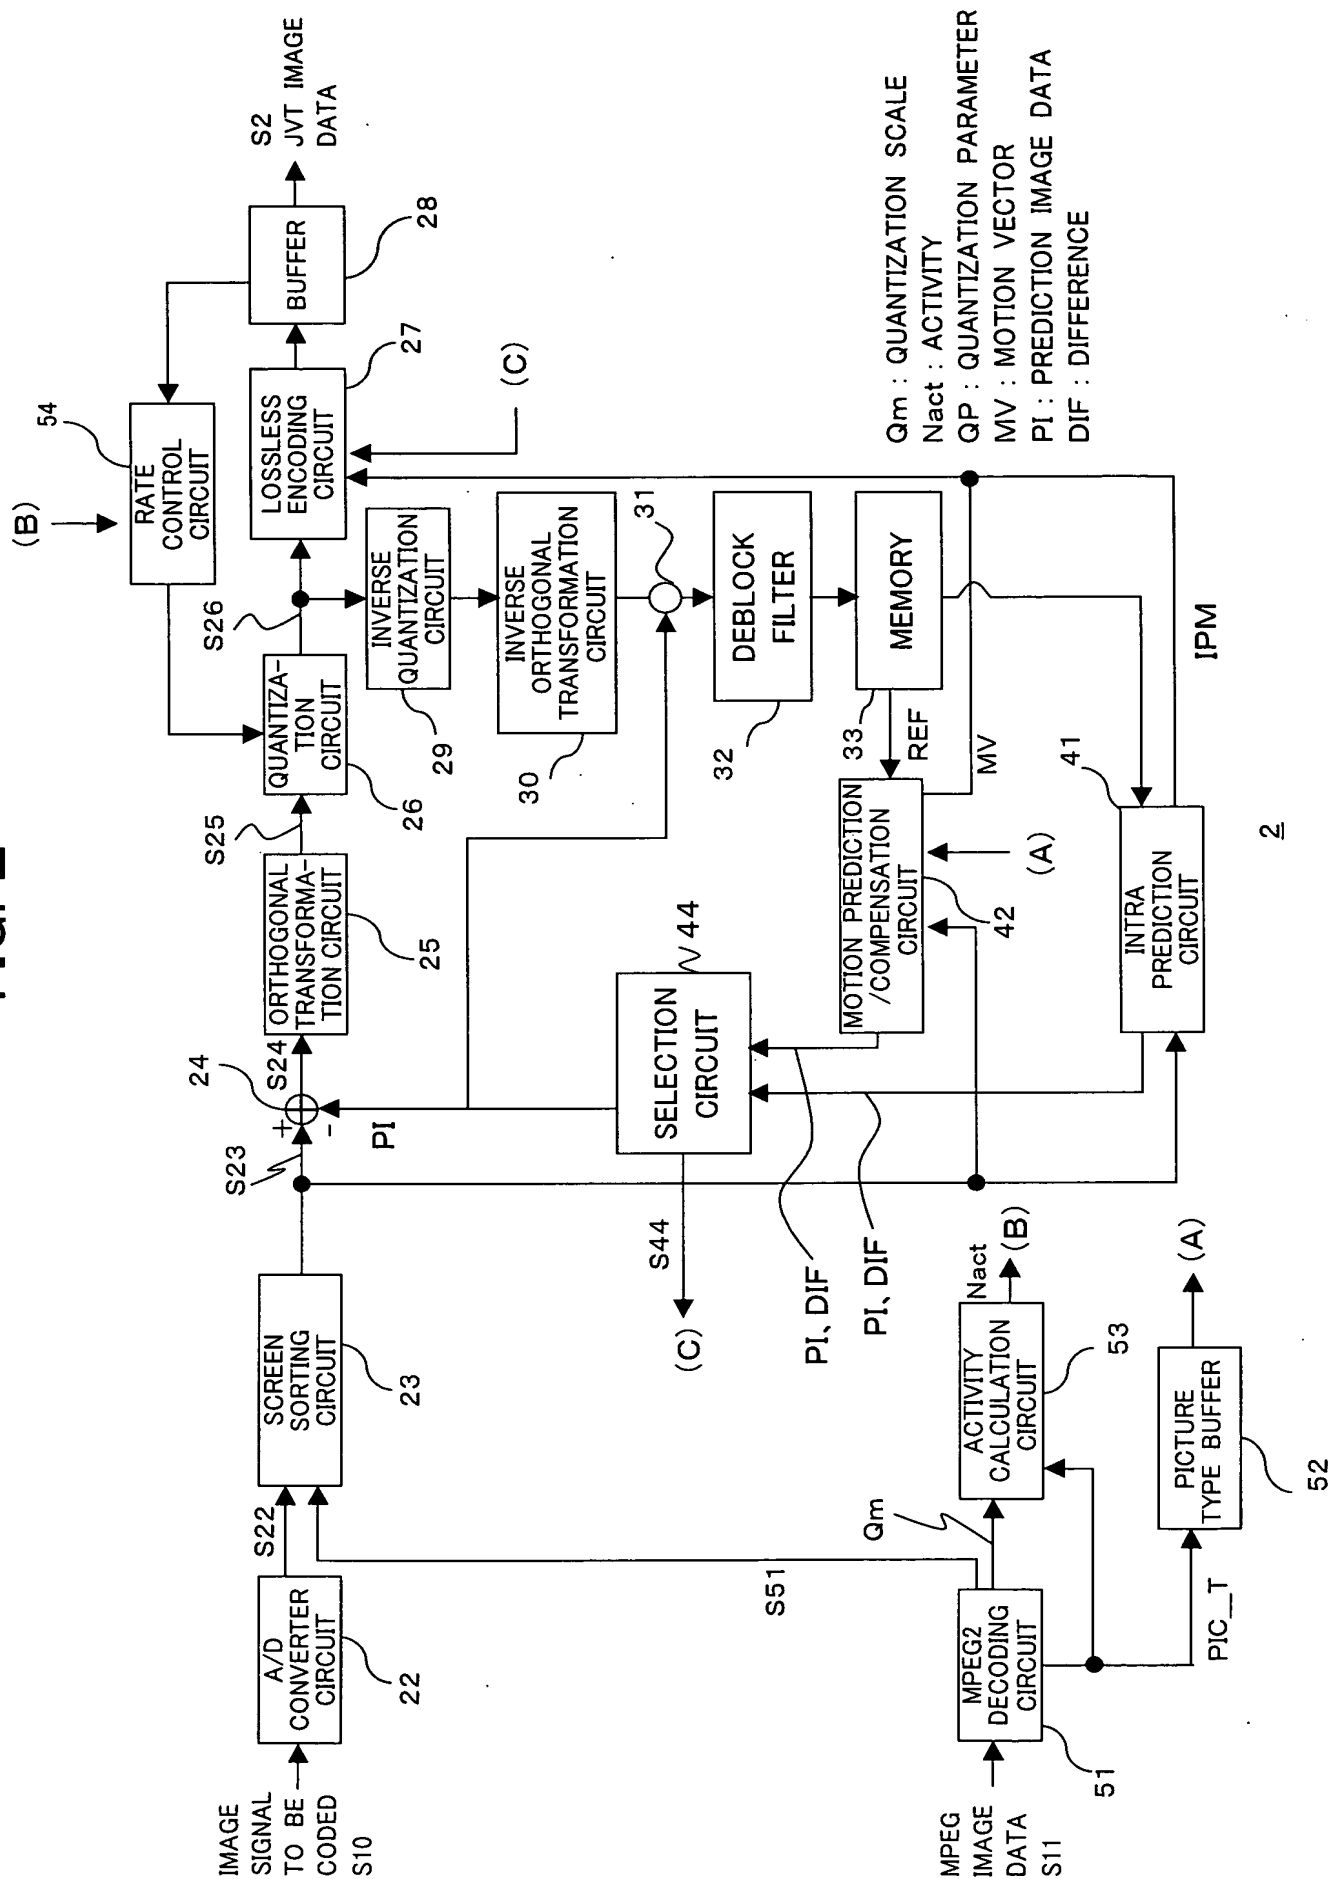 IMAGE
SIGNAL
TO BE
CODED
S10
A/D
CONVERTER
CIRCUIT
22
S22
SCREEN
SORTING
CIRCUIT
23
S23
+
-
24
S24
PI
ORTHOGONAL
TRANSFORMA-
TION CIRCUIT
25
S25
QUANTIZA-
TION
CIRCUIT
26
S26
(B)
54
RATE
CONTROL
CIRCUIT
LOSSLESS
ENCODING
CIRCUIT
27
BUFFER
28
S2
JVT IMAGE
DATA
(C)
INVERSE
QUANTIZATION
CIRCUIT
29
INVERSE
ORTHOGONAL
TRANSFORMATION
CIRCUIT
30
31
DEBLOCK
FILTER
32
MEMORY
33
REF
MV
SELECTION
CIRCUIT
44
S44
(C)
PI、DIF
PI、DIF
MOTION PREDICTION
/COMPENSATION
CIRCUIT
42
(A)
INTRA
PREDICTION
CIRCUIT
41
IPM
MPEG
IMAGE
DATA
S11
MPEG2
DECODING
CIRCUIT
51
S51
Qm
ACTIVITY
CALCULATION
CIRCUIT
53
Nact
(B)
PIC_T
PICTURE
TYPE BUFFER
52
(A)
Qm : QUANTIZATION SCALE
Nact : ACTIVITY
QP : QUANTIZATION PARAMETER
MV : MOTION VECTOR
PI : PREDICTION IMAGE DATA
DIF : DIFFERENCE
2